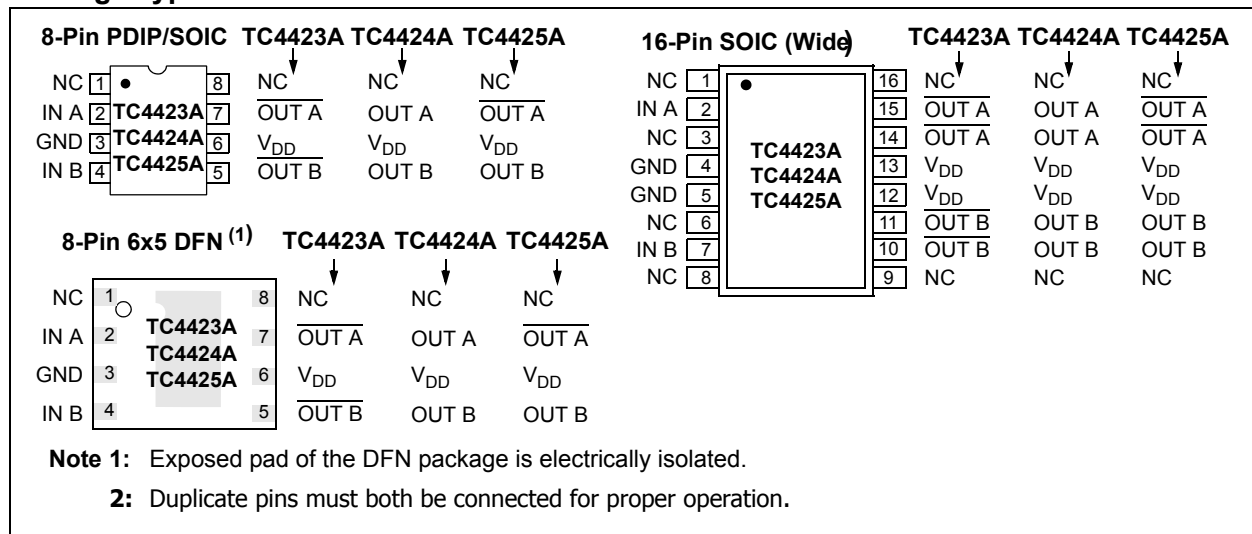 8-Pin PDIP/SOIC TC4423A TC4424A TC4425A
NC 1 8 NC NC NC
IN A 2 TC4423A 7 OUT A OUT A OUT A
GND 3 TC4424A 6 VDD VDD VDD
IN B 4 TC4425A 5 OUT B OUT B OUT B
16-Pin SOIC (Wide) TC4423A TC4424A TC4425A
NC 1 16 NC NC NC
IN A 2 15 OUT A OUT A OUT A
NC 3 14 OUT A OUT A OUT A
GND 4 TC4423A 13 VDD VDD VDD
TC4424A
GND 5 TC4425A 12 VDD VDD VDD
NC 6 11 OUT B OUT B OUT B
IN B 7 10 OUT B OUT B OUT B
NC 8 9 NC NC NC
8-Pin 6x5 DFN (1) TC4423A TC4424A TC4425A
NC 1 8 NC NC NC
IN A 2 TC4423A 7 OUT A OUT A OUT A
TC4424A
GND 3 TC4425A 6 VDD VDD VDD
IN B 4 5 OUT B OUT B OUT B
Note 1: Exposed pad of the DFN package is electrically isolated.
2: Duplicate pins must both be connected for proper operation.